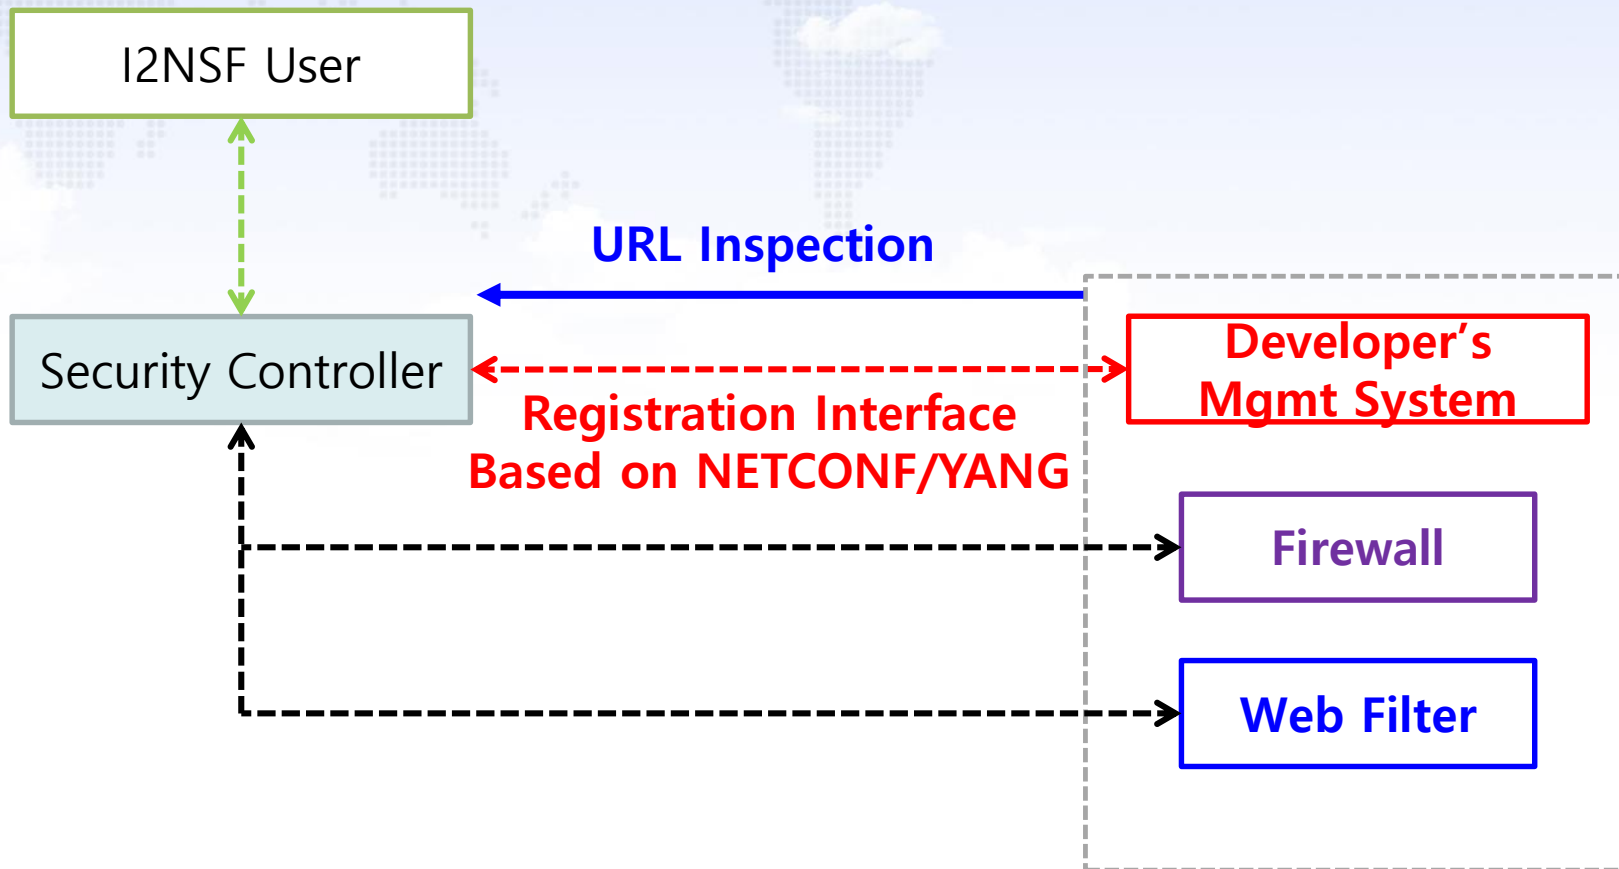 I2NSF User
URL Inspection
Security Controller
Developer’s
Mgmt System
Registration Interface
Based on NETCONF/YANG
Firewall
Web Filter